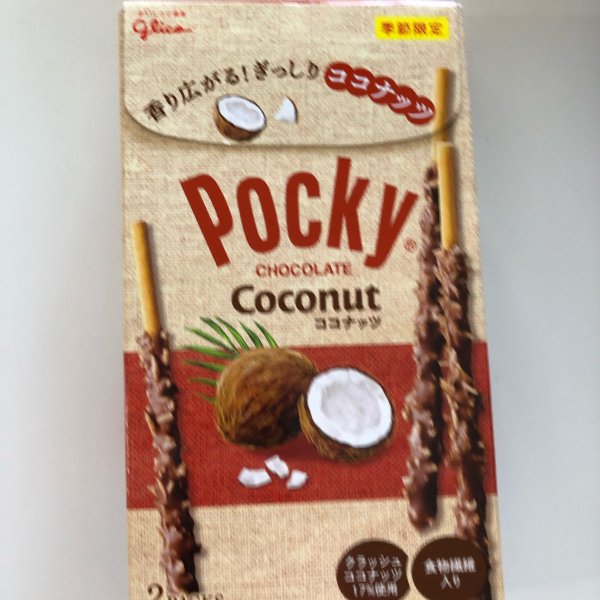 glico
季節限定
香り広がる!ぎっしりココナッツ
Pocky®
CHOCOLATE
Coconut
ココナッツ
クラッシュ
ココナッツ
17%使用
食物繊維
入り
2 PACKS